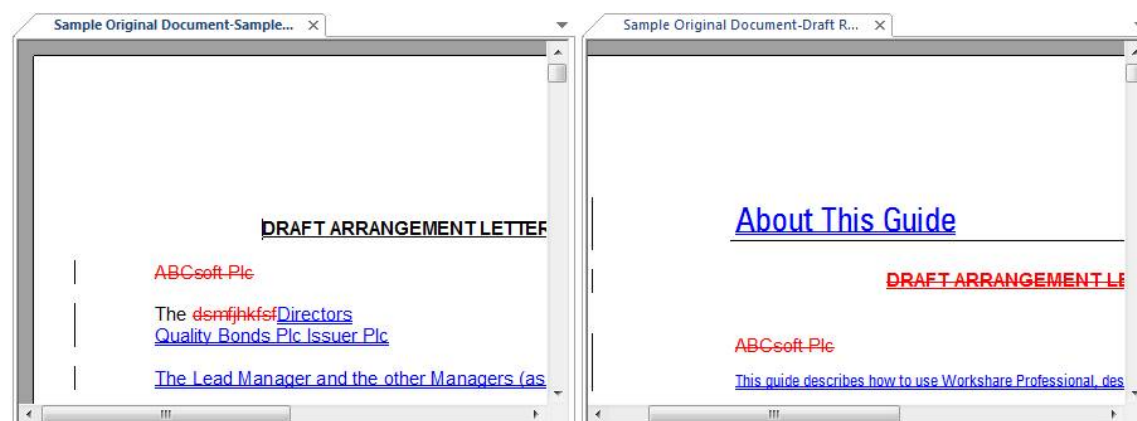 Sample Original Document-Sample...
DRAFT ARRANGEMENT LETTER
ABCsoft Plc
The dsmfjhkfsfDirectors
Quality Bonds Plc Issuer Plc
The Lead Manager and the other Managers (as
Sample Original Document-Draft R...
About This Guide
DRAFT ARRANGEMENT LE
ABCsoft Plc
This guide describes how to use Workshare Professional, des